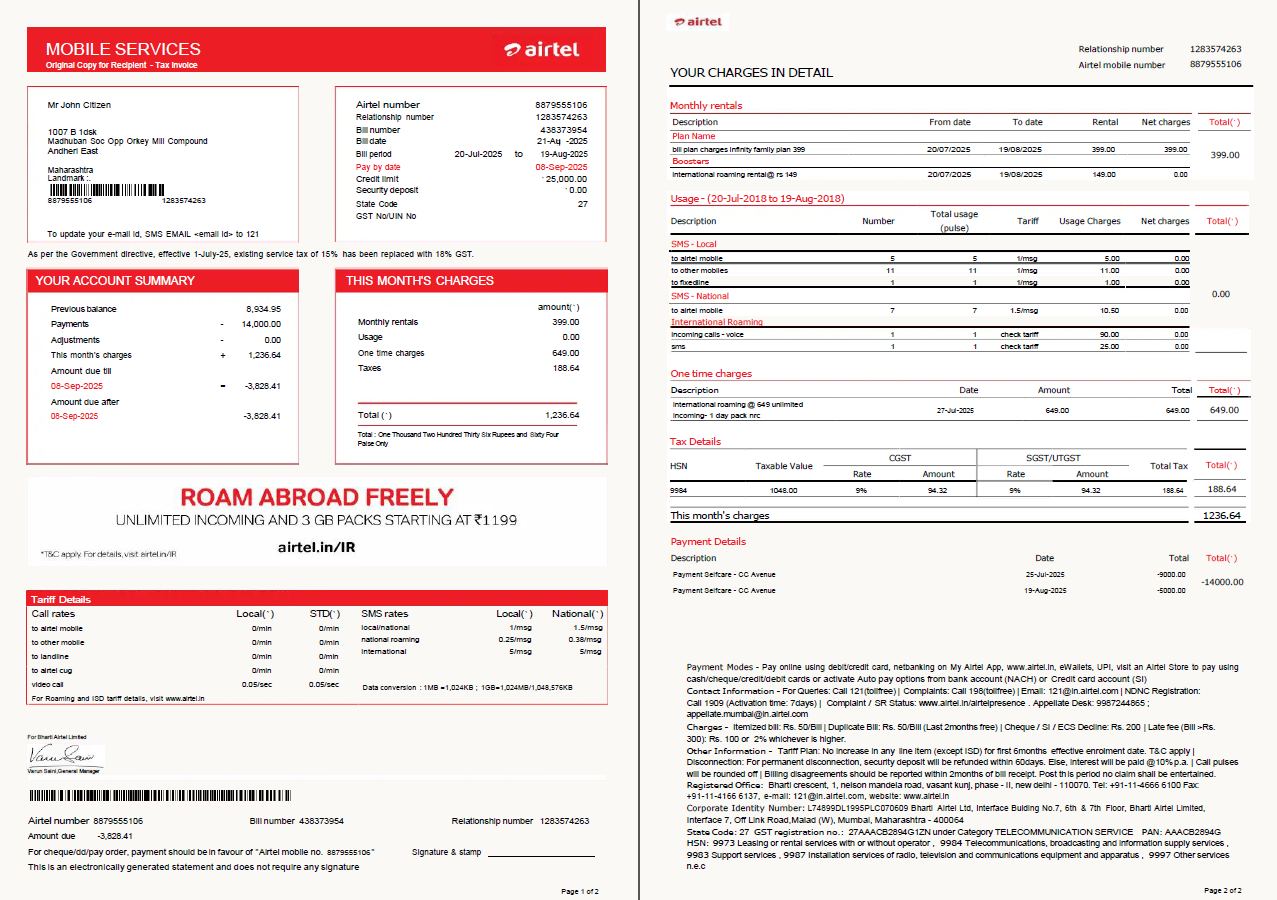 MOBILE SERVICES
Original Copy for Recipient - Tax Invoice
airtel
Mr John Citizen
1007 B 1dsk
Madhuban Soc Opp Orkey Mill Compound
Andheri East
Maharashtra
Landmark :.
8879555106 1283574263
To update your e-mail id, SMS EMAIL <email id> to 121
Airtel number 8879555106
Relationship number 1283574263
Bill number 438373954
Bill date 21-Aq -2025
Bill period 20-Jul-2025 to 19-Aug-2025
Pay by date 08-Sep-2025
Credit limit `25,000.00
Security deposit `0.00
State Code 27
GST No/UIN No
As per the Government directive, effective 1-July-25, existing service tax of 15% has been replaced with 18% GST.
YOUR ACCOUNT SUMMARY
Previous balance 8,934.95
Payments - 14,000.00
Adjustments - 0.00
This month's charges + 1,236.64
Amount due till
08-Sep-2025 = -3,828.41
Amount due after
08-Sep-2025 -3,828.41
THIS MONTH'S CHARGES
amount(`)
Monthly rentals 399.00
Usage 0.00
One time charges 649.00
Taxes 188.64
Total (`) 1,236.64
Total : One Thousand Two Hundred Thirty Six Rupees and Sixty Four
Paise Only
ROAM ABROAD FREELY
UNLIMITED INCOMING AND 3 GB PACKS STARTING AT ₹1199
airtel.in/IR
*T&C apply. For details, visit airtel.in/IR
Tariff Details
Call rates Local(`) STD(`)
to airtel mobile 0/min 0/min
to other mobile 0/min 0/min
to landline 0/min 0/min
to airtel cug 0/min 0/min
video call 0.05/sec 0.05/sec
For Roaming and ISD tariff details, visit www.airtel.in
SMS rates Local(`) National(`)
local/national 1/msg 1.5/msg
national roaming 0.25/msg 0.38/msg
international 5/msg 5/msg
Data conversion : 1MB =1,024KB ; 1GB=1,024MB/1,048,576KB
For Bharti Airtel Limited
Varun Saini
Varun Saini,General Manager
Airtel number 8879555106 Bill number 438373954 Relationship number 1283574263
Amount due -3,828.41
For cheque/dd/pay order, payment should be in favour of "Airtel mobile no. 8879555106" Signature & stamp
This is an electronically generated statement and does not require any signature
Page 1 of 2
airtel
Relationship number 1283574263
Airtel mobile number 8879555106
YOUR CHARGES IN DETAIL
Monthly rentals
Description From date To date Rental Net charges Total(`)
Plan Name
bill plan charges infinity family plan 399 20/07/2025 19/08/2025 399.00 399.00
399.00
Boosters
international roaming rental@ rs 149 20/07/2025 19/08/2025 149.00 0.00
Usage - (20-Jul-2018 to 19-Aug-2018)
Description Number Total usage (pulse) Tariff Usage Charges Net charges Total(`)
SMS - Local
to airtel mobile 5 5 1/msg 5.00 0.00
to other mobiles 11 11 1/msg 11.00 0.00
to fixedline 1 1 1/msg 1.00 0.00
SMS - National
0.00
to airtel mobile 7 7 1.5/msg 10.50 0.00
International Roaming
incoming calls - voice 1 1 check tariff 90.00 0.00
sms 1 1 check tariff 25.00 0.00
One time charges
Description Date Amount Total Total(`)
international roaming @ 649 unlimited
incoming- 1 day pack nrc 27-Jul-2025 649.00 649.00 649.00
Tax Details
HSN Taxable Value CGST SGST/UTGST Total Tax Total(`)
Rate Amount Rate Amount
9984 1048.00 9% 94.32 9% 94.32 188.64 188.64
This month's charges 1236.64
Payment Details
Description Date Total Total(`)
Payment Selfcare - CC Avenue 25-Jul-2025 -9000.00
-14000.00
Payment Selfcare - CC Avenue 19-Aug-2025 -5000.00
Payment Modes - Pay online using debit/credit card, netbanking on My Airtel App, www.airtel.in, eWallets, UPI, visit an Airtel Store to pay using
cash/cheque/credit/debit cards or activate Auto pay options from bank account (NACH) or Credit card account (SI)
Contact Information - For Queries: Call 121(tollfree) | Complaints: Call 198(tollfree) | Email: 121@in.airtel.com | NDNC Registration:
Call 1909 (Activation time: 7days) | Complaint / SR Status: www.airtel.in/airtelpresence . Appellate Desk: 9987244865 ;
appellate.mumbai@in.airtel.com
Charges - Itemized bill: Rs. 50/Bill | Duplicate Bill: Rs. 50/Bill (Last 2months free) | Cheque / SI / ECS Decline: Rs. 200 | Late fee (Bill >Rs.
300): Rs. 100 or 2% whichever is higher.
Other Information - Tariff Plan: No increase in any line item (except ISD) for first 6months effective enrolment date. T&C apply |
Disconnection: For permanent disconnection, security deposit will be refunded within 60days. Else, interest will be paid @10%p.a. | Call pulses
will be rounded off | Billing disagreements should be reported within 2months of bill receipt. Post this period no claim shall be entertained.
Registered Office: Bharti crescent, 1, nelson mandela road, vasant kunj, phase - II, new delhi - 110070. Tel no: +91-11-4666 6100 Fax:
+91-11-4166 6137, e-mail: 121@in.airtel.com, website: www.airtel.in
Corporate Identity Number: L74899DL1995PLC070609 Bharti Airtel Ltd, Interface Buiding No.7, 6th & 7th Floor, Bharti Airtel Limited,
Interface 7, Off Link Road,Malad (W), Mumbai, Maharashtra - 400064
State Code: 27 GST registration no.: 27AAACB2894G1ZN under Category TELECOMMUNICATION SERVICE PAN: AAACB2894G
HSN: 9973 Leasing or rental services with or without operator , 9984 Telecommunications, broadcasting and information supply services ,
9983 Support services , 9987 Installation services of radio, television and communications equipment and apparatus , 9997 Other services
n.e.c
Page 2 of 2